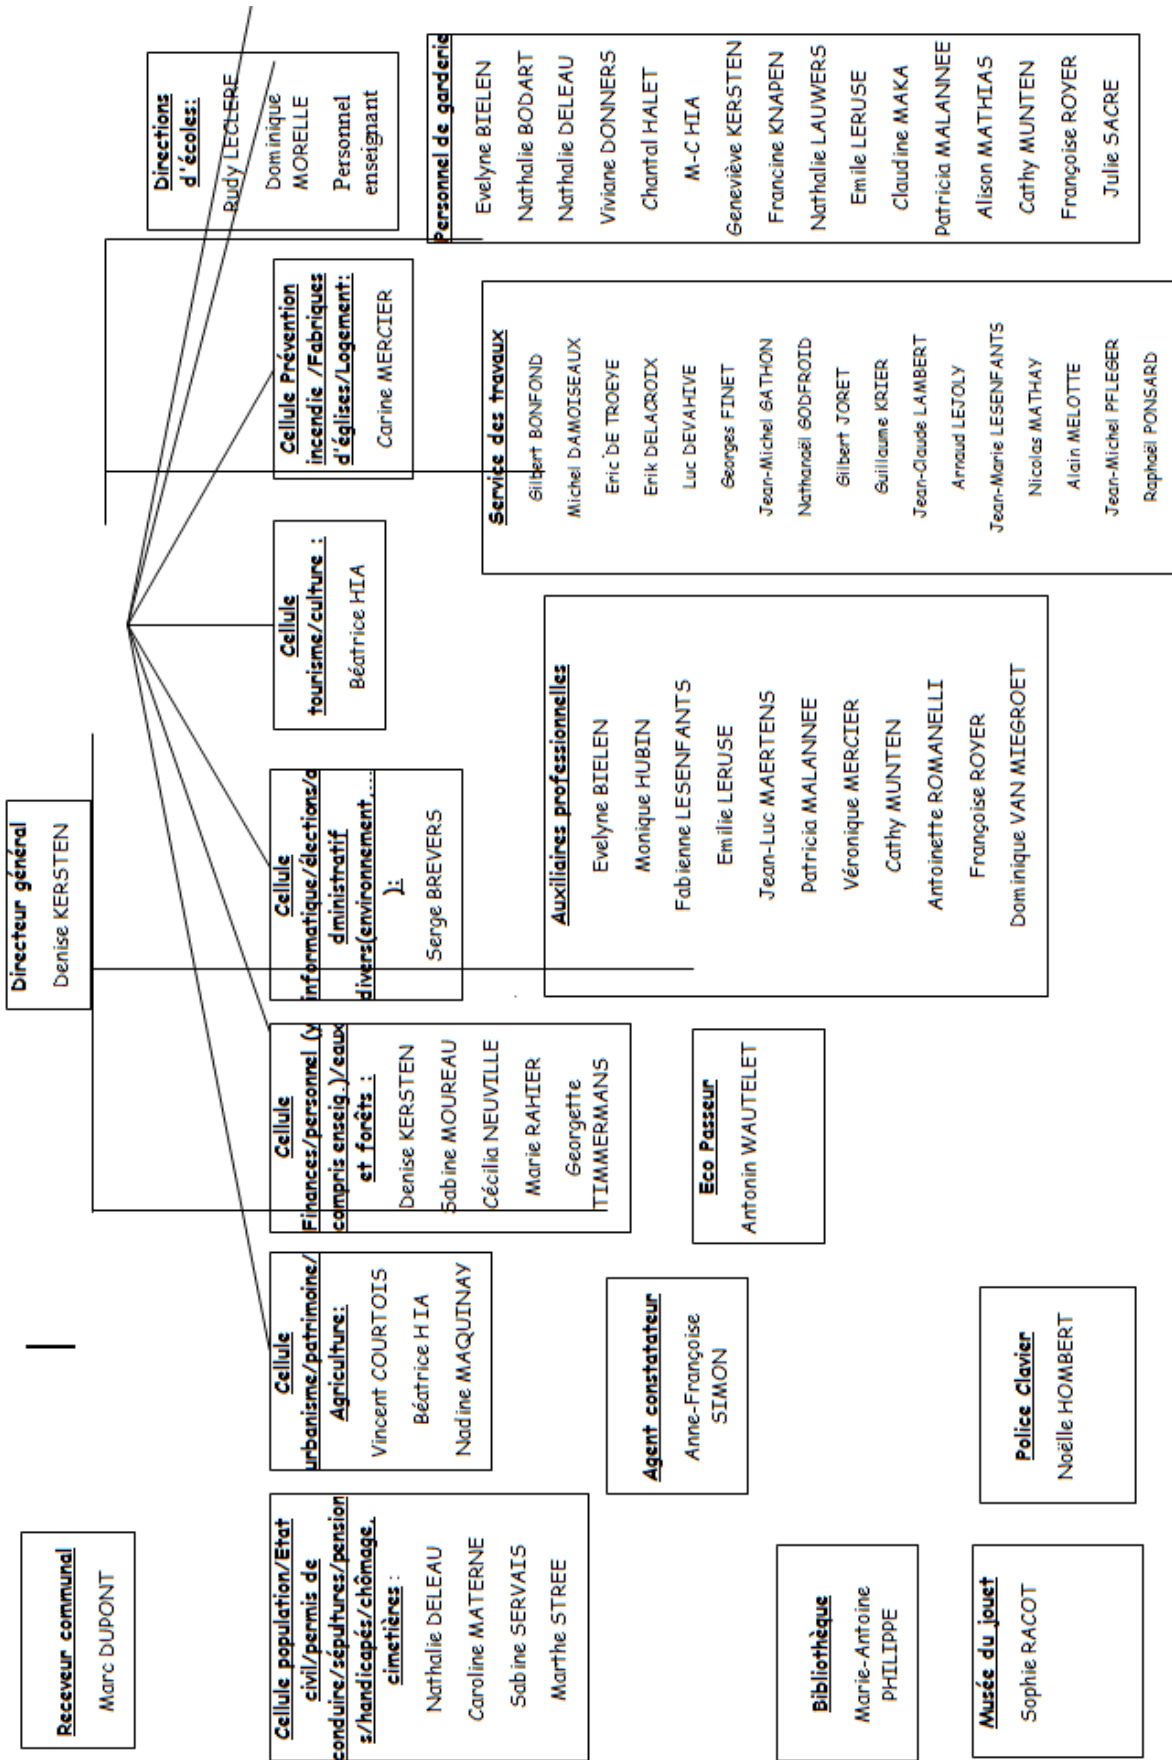 Directeur général
Denise KERSTEN
Receveur communal
Marc DUPONT
Cellule population/Etat
civil/permis de
conduire/sépultures/pension
s/handicapés/chômage,
cimetières :
Nathalie DELEAU
Caroline MATERNE
Sabine SERVAIS
Marthe STREE
Cellule
urbanisme/patrimoine/
Agriculture:
Vincent COURTOIS
Béatrice HIA
Nadine MAQUINAY
Cellule
Finances/personnel (y
compris enseig.)/eaux
et forêts :
Denise KERSTEN
Sabine MOUREAU
Cécilia NEUVILLE
Marie RAHIER
Georgette
TIMMERMANS
Cellule
informatique/élections/a
dministratif
divers(environnement,...
):
Serge BREVERS
Cellule
tourisme/culture :
Béatrice HIA
Cellule Prévention
incendie /Fabriques
d'églises/Logement:
Carine MERCIER
Directions
d'écoles:
Rudy LECLERE
Dominique
MORELLE
Personnel
enseignant
Agent constatateur
Anne-Françoise
SIMON
Eco Passeur
Antonin WAUTELET
Auxiliaires professionnelles
Evelyne BIELEN
Monique HUBIN
Fabienne LESENFANTS
Emilie LERUSE
Jean-Luc MAERTENS
Patricia MALANNEE
Véronique MERCIER
Cathy MUNTEN
Antoinette ROMANELLI
Françoise ROYER
Dominique VAN MIEGROET
Service des travaux
Gilbert BONFOND
Michel DAMOISEAUX
Eric DE TROEYE
Erik DELACROIX
Luc DEVAHIVE
Georges FINET
Jean-Michel GATHON
Nathanaël GODFROID
Gilbert JORET
Guillaume KRIER
Jean-Claude LAMBERT
Arnaud LEJOLY
Jean-Marie LESENFANTS
Nicolas MATHAY
Alain MELOTTE
Jean-Michel PFLEGER
Raphaël PONSARD
Personnel de garderie
Evelyne BIELEN
Nathalie BODART
Nathalie DELEAU
Viviane DONNERS
Chantal HALET
M-C HIA
Geneviève KERSTEN
Francine KNAPEN
Nathalie LAUWERS
Emile LERUSE
Claudine MAKA
Patricia MALANNEE
Alison MATHIAS
Cathy MUNTEN
Françoise ROYER
Julie SACRE
Bibliothèque
Marie-Antoine
PHILIPPE
Police Clavier
Noëlle HOMBERT
Musée du jouet
Sophie RACOT